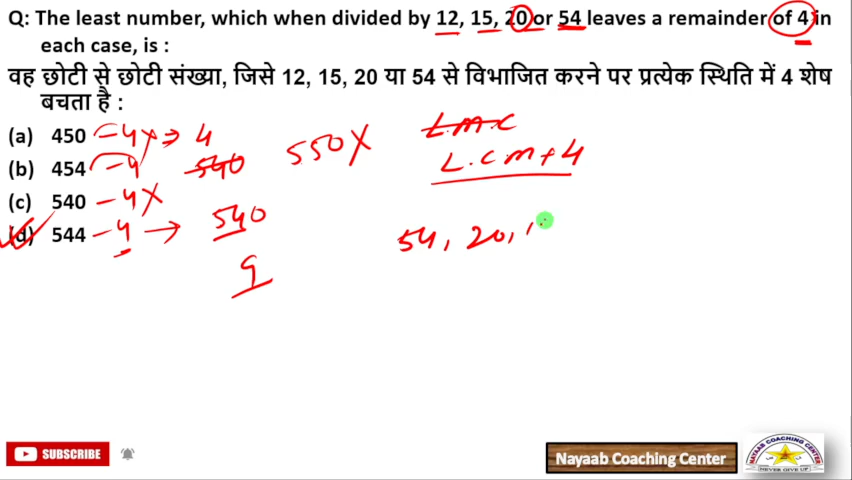 Q: The least number, which when divided by 12, 15, 20 or 54 leaves a remainder of 4 in
each case, is :
वह छोटी से छोटी संख्या, जिसे 12, 15, 20 या 54 से विभाजित करने पर प्रत्येक स्थिति में 4 शेष
बचता है :
(a) 450 -4 X → 4
(b) 454 -4 540
550 X
L.M.C
L.C.M+4
(c) 540 -4 X
(d) 544 -4 → 540
9
54, 20, 1
SUBSCRIBE
Nayaab Coaching Center
NAYAAB COACHING CENTER
NEVER GIVE UP